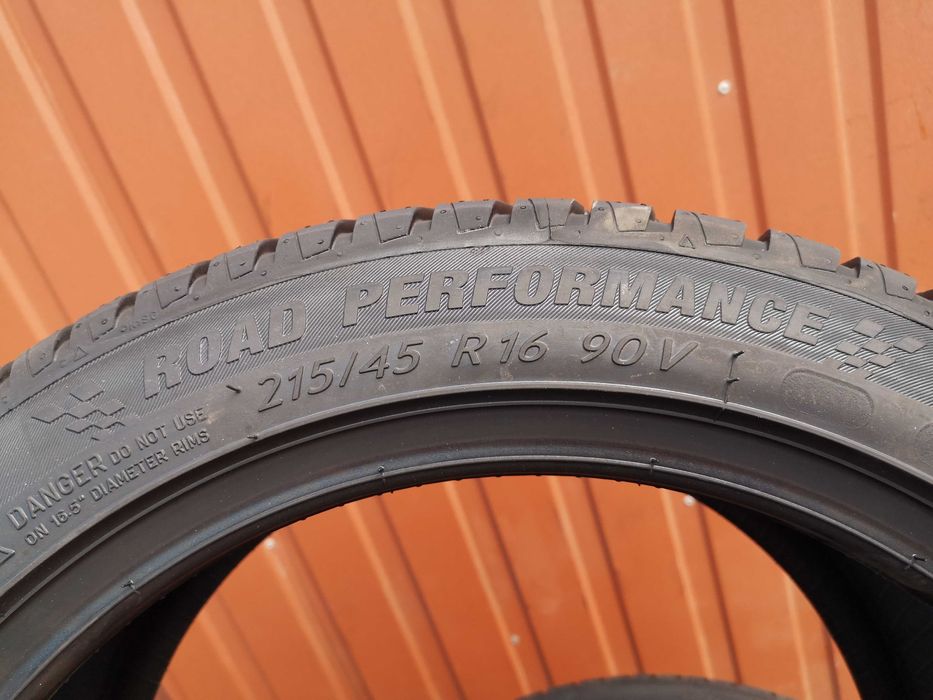 ROAD PERFORMANCE
215/45 R16 90V
DANGER DO NOT USE
ON 16.5" DIAMETER RIMS